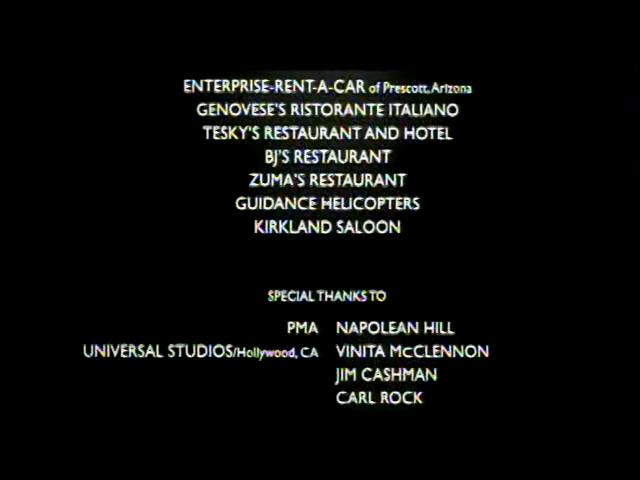 ENTERPRISE-RENT-A-CAR of Prescott, Arizona
GENOVESE'S RISTORANTE ITALIANO
TESKY'S RESTAURANT AND HOTEL
BJ'S RESTAURANT
ZUMA'S RESTAURANT
GUIDANCE HELICOPTERS
KIRKLAND SALOON
SPECIAL THANKS TO
PMA NAPOLEAN HILL
UNIVERSAL STUDIOS/Hollywood, CA VINITA McCLENNON
JIM CASHMAN
CARL ROCK